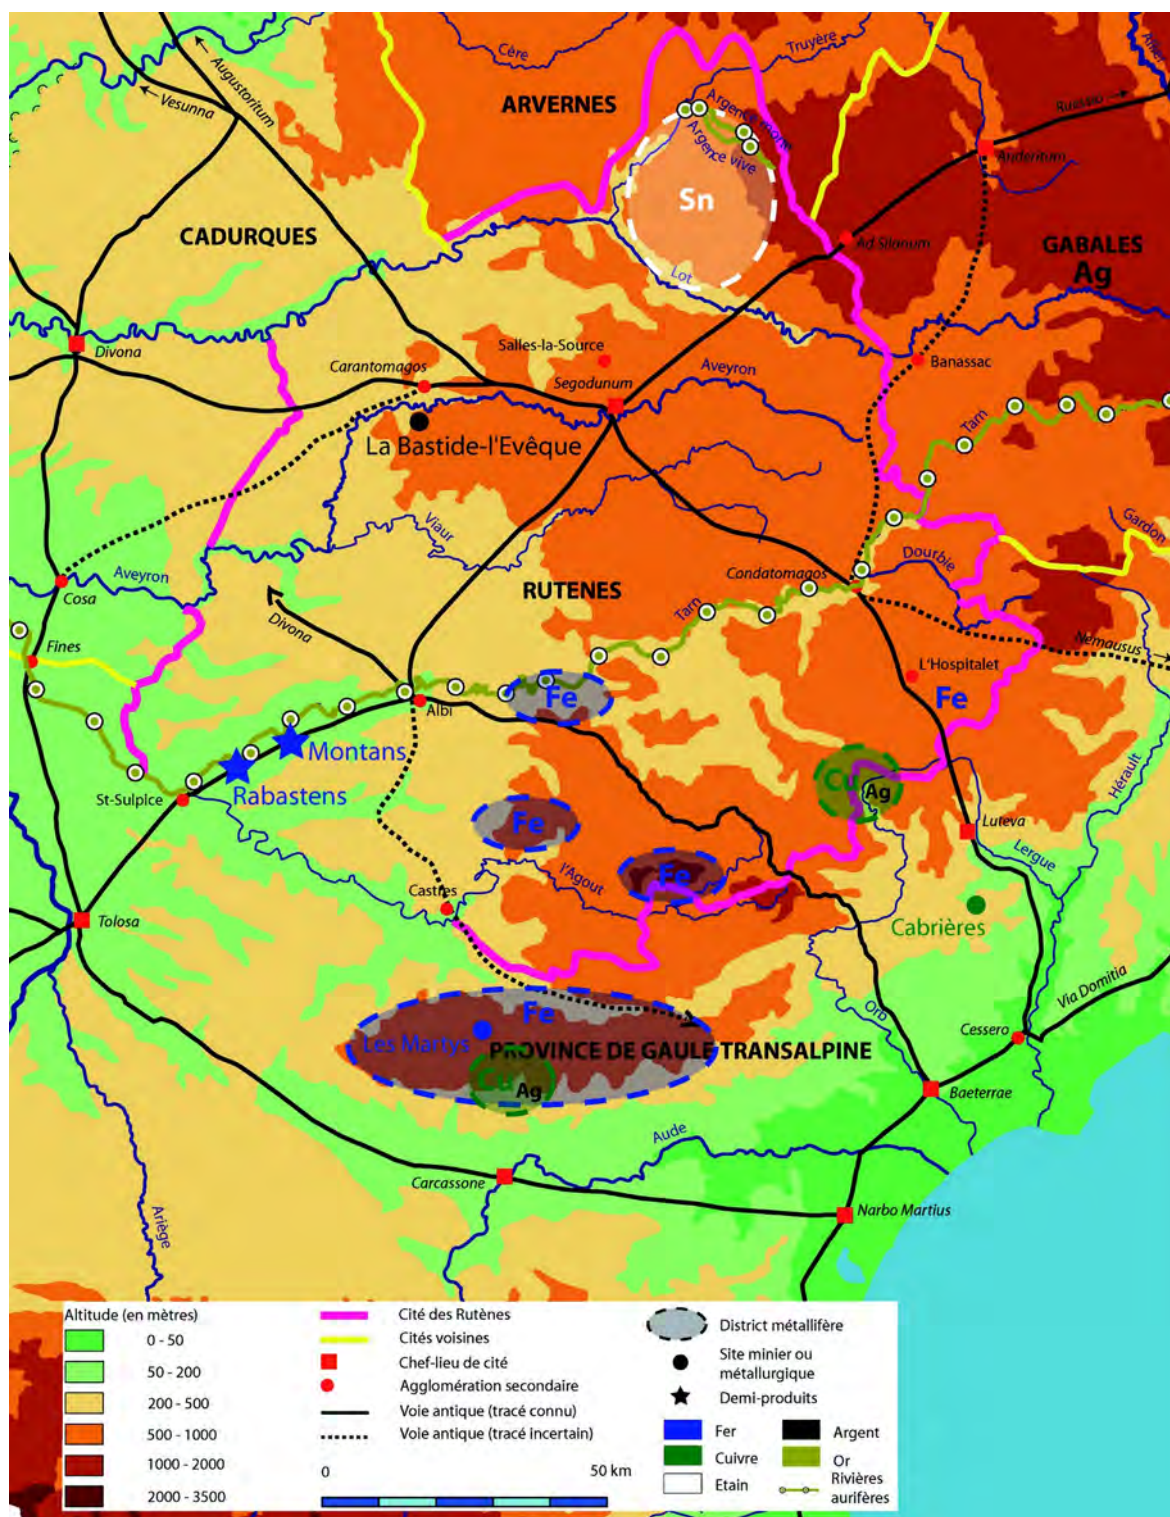 Cère
Truyère
Allier
Augustoritum
Vesunna
ARVERNES
Argence morte
Argence vive
Ruessio
Anderitum
Sn
CADURQUES
Ad Silanum
GABALES
Ag
Lot
Divona
Salles-la-Source
Carantomagos
Segodunum
Aveyron
Banassac
La Bastide-l'Evêque
Tarn
Viaur
Gardon
Dourbie
Aveyron
Cosa
RUTENES
Condatomagos
Tarn
Divona
Fines
Nemausus
L'Hospitalet
Fe
Fe
Albi
Montans
Rabastens
St-Sulpice
Cu
Ag
Hérault
Fe
Luteva
Lergue
Fe
l'Agout
Castres
Cabrières
Tolosa
Orb
Via Domitia
Fe
Les Martys
PROVINCE DE GAULE TRANSALPINE
Cessero
Cu
Ag
Baeterrae
Aude
Carcassone
Narbo Martius
Ariège
Altitude (en mètres)
0 - 50
50 - 200
200 - 500
500 - 1000
1000 - 2000
2000 - 3500
Cité des Rutènes
Cités voisines
Chef-lieu de cité
Agglomération secondaire
Voie antique (tracé connu)
Voie antique (tracé incertain)
0
50 km
District métallifère
Site minier ou
métallurgique
Demi-produits
Fer
Argent
Cuivre
Or
Etain
Rivières
aurifères